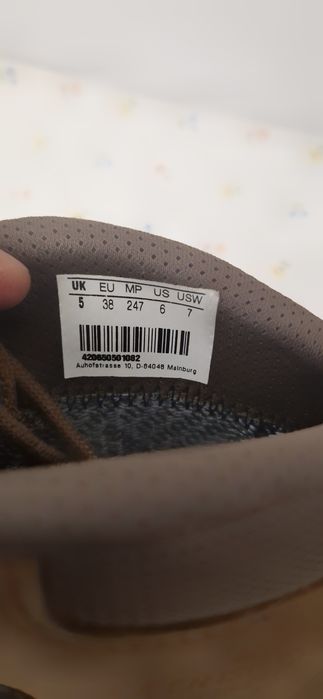 UK EU MP US USW
5 38 247 6 7
420650501082
Auhofstrasse 10, D-84048 Mainburg